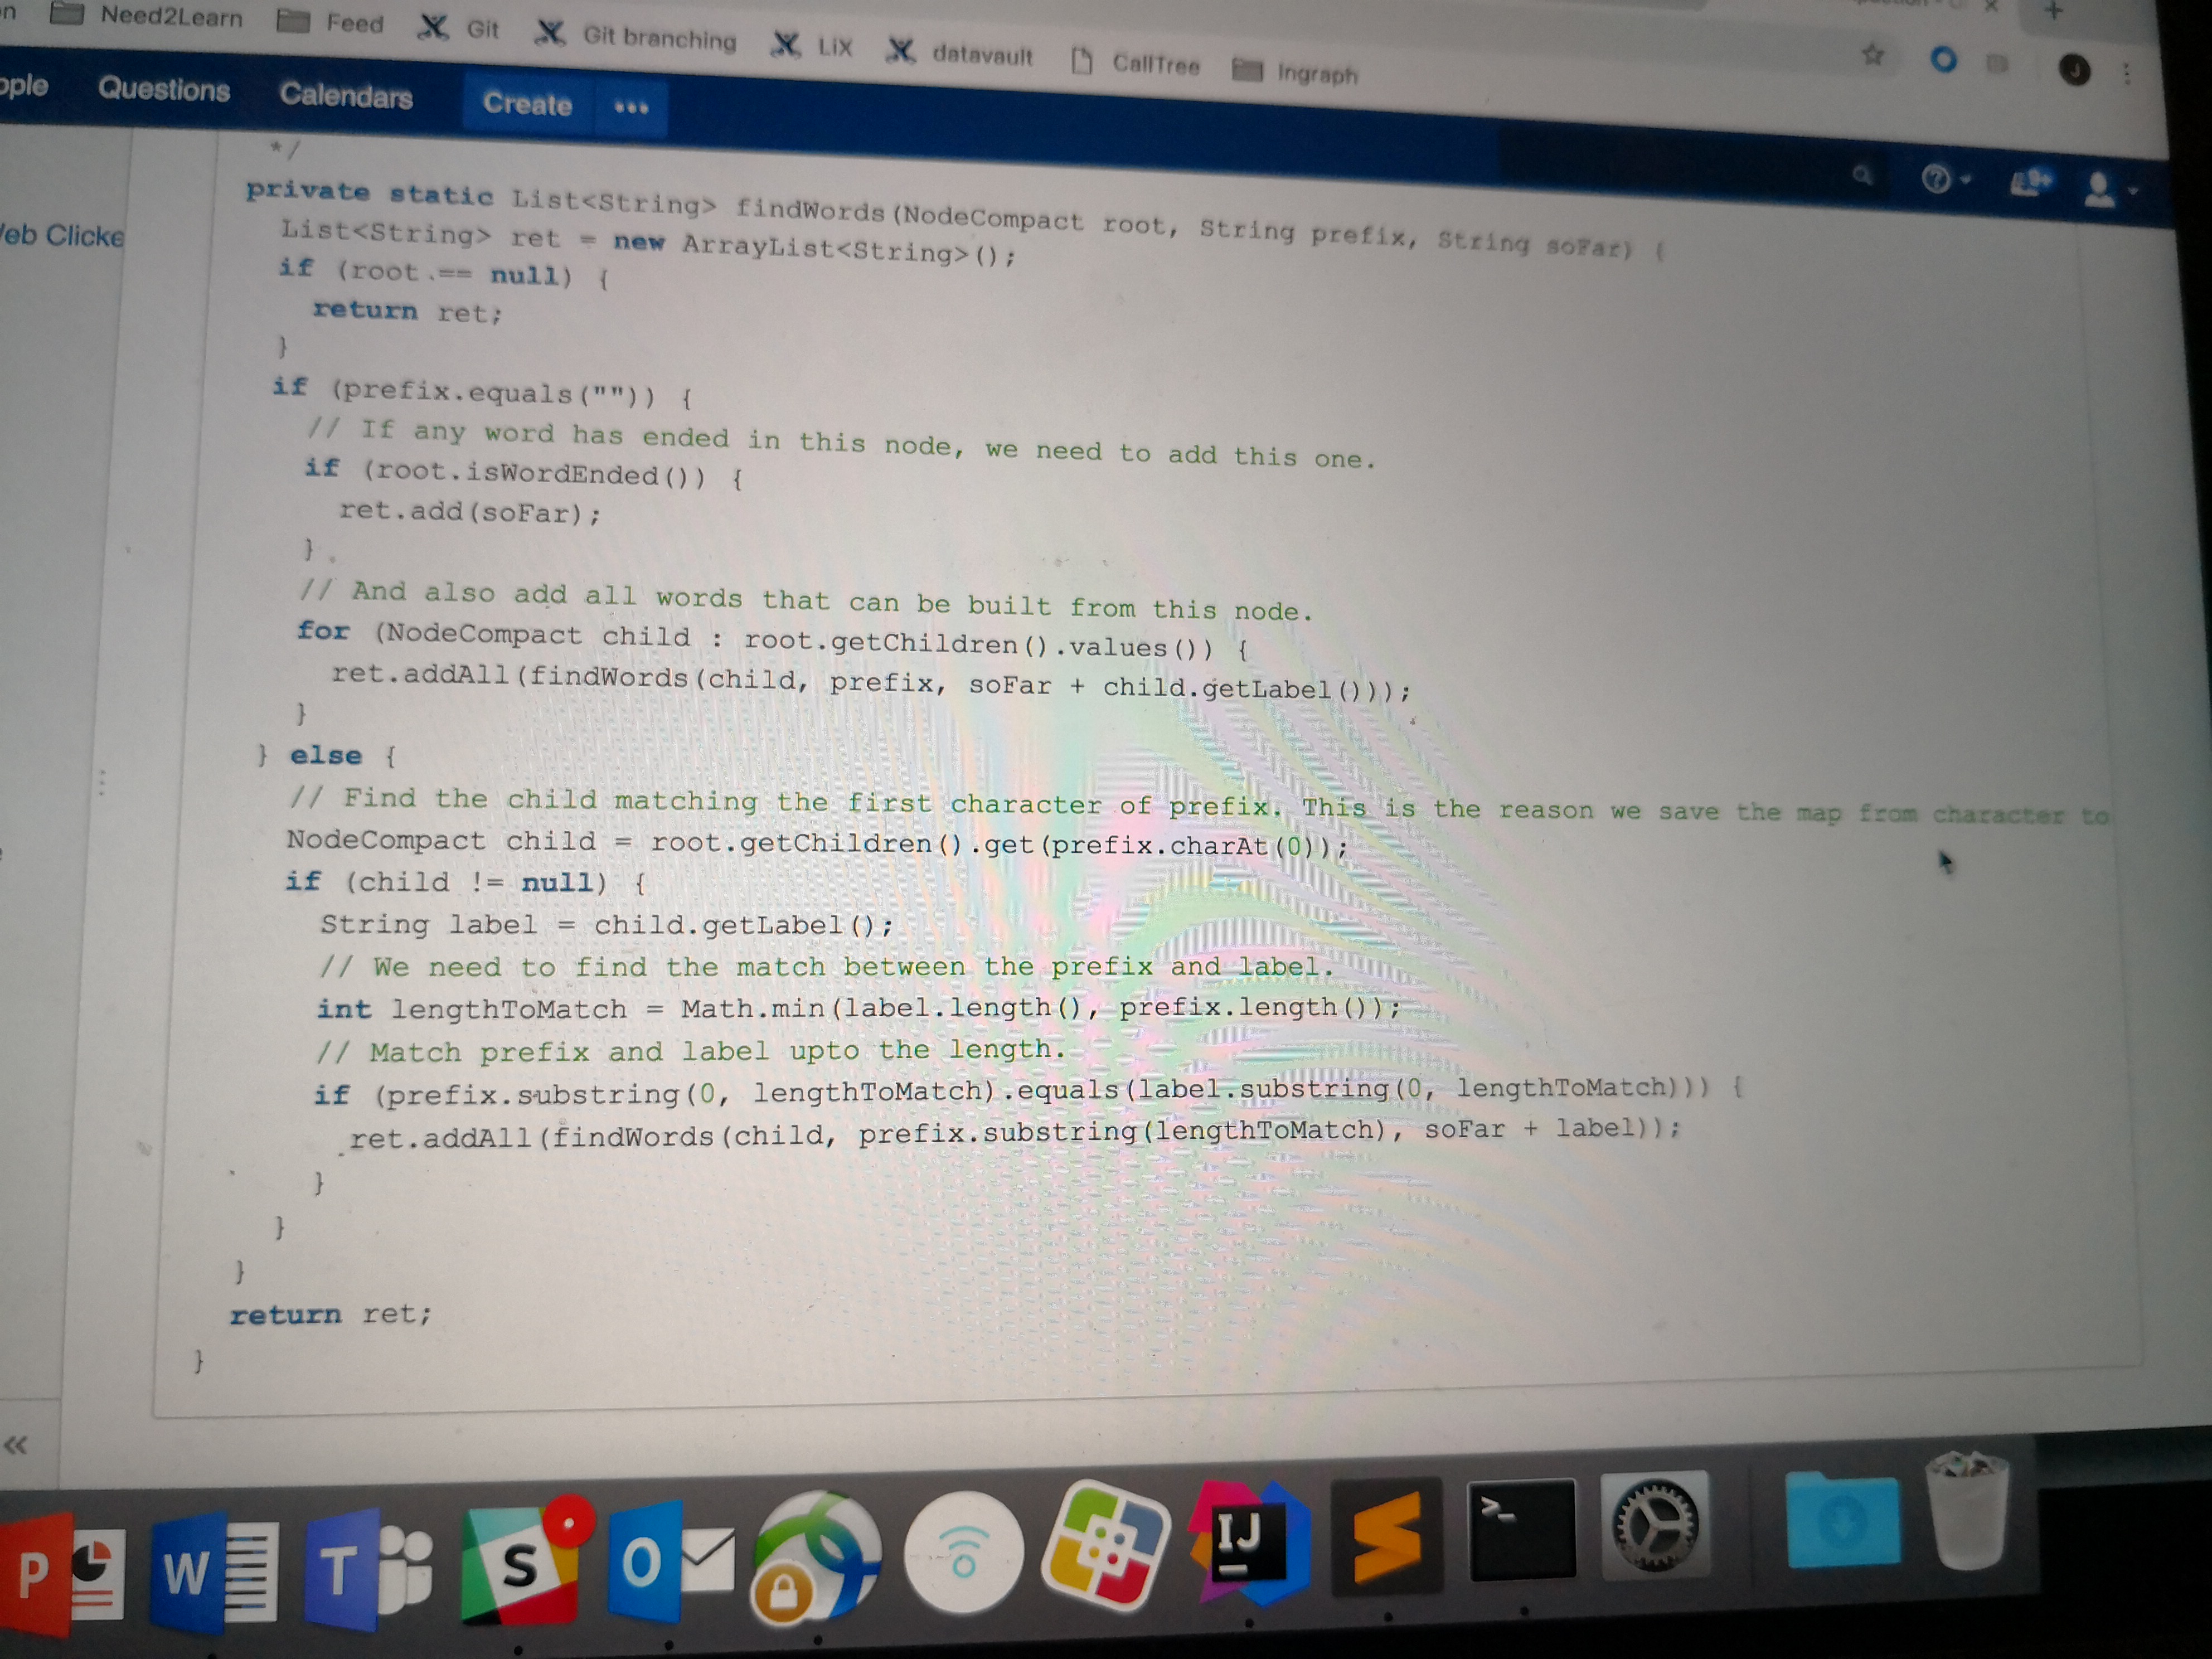 Need2Learn Feed Git Git branching LiX datavault CallTree Ingraph
ople Questions Calendars Create •••
eb Clicke
*/
private static List<String> findWords(NodeCompact root, String prefix, String soFar) {
List<String> ret = new ArrayList<String>();
if (root == null) {
return ret;
}
if (prefix.equals("")) {
// If any word has ended in this node, we need to add this one.
if (root.isWordEnded()) {
ret.add(soFar);
}
// And also add all words that can be built from this node.
for (NodeCompact child : root.getChildren().values()) {
ret.addAll(findWords(child, prefix, soFar + child.getLabel()));
}
} else {
// Find the child matching the first character of prefix. This is the reason we save the map from character to
NodeCompact child = root.getChildren().get(prefix.charAt(0));
if (child != null) {
String label = child.getLabel();
// We need to find the match between the prefix and label.
int lengthToMatch = Math.min(label.length(), prefix.length());
// Match prefix and label upto the length.
if (prefix.substring(0, lengthToMatch).equals(label.substring(0, lengthToMatch))) {
ret.addAll(findWords(child, prefix.substring(lengthToMatch), soFar + label));
}
}
}
return ret;
}
P W T S O IJ >_